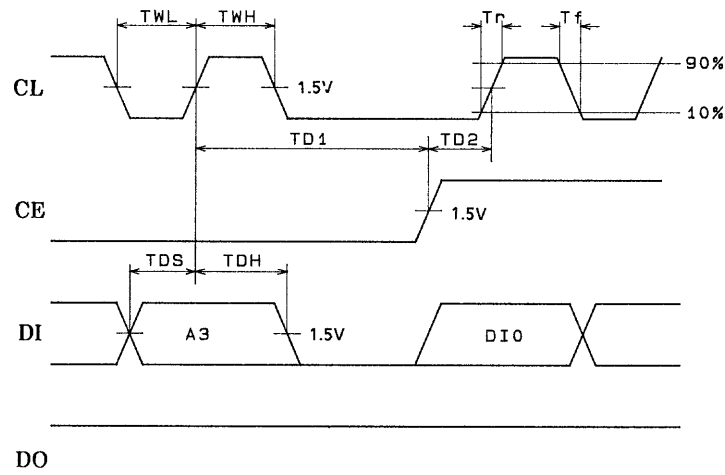 TWL TWH Tr Tf
CL 1.5V 90%
10%
TD1 TD2
CE 1.5V
TDS TDH
DI A3 1.5V DI0
DO